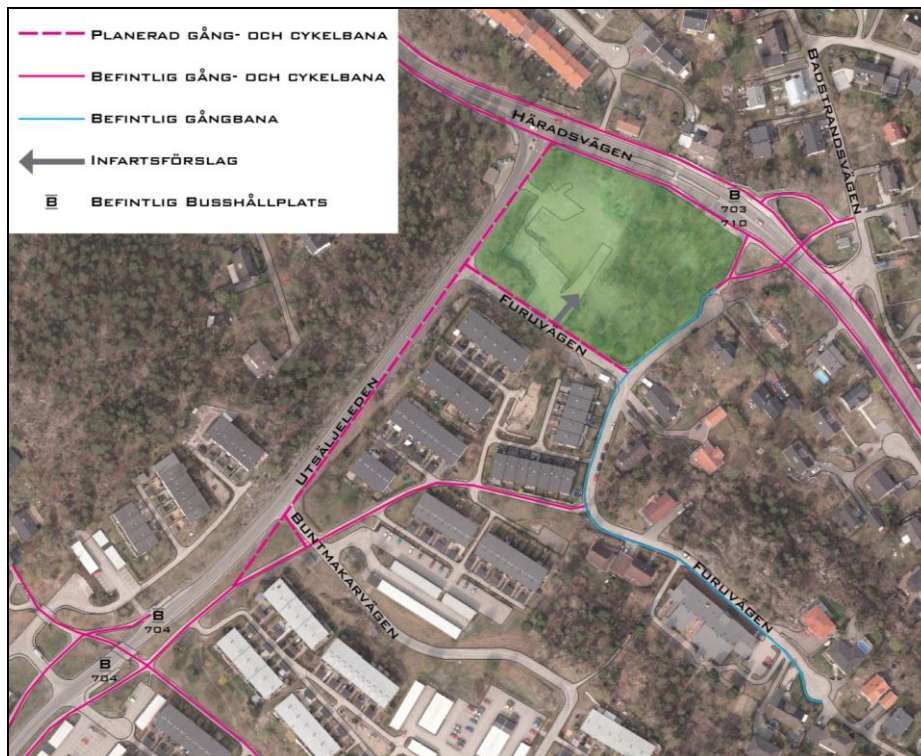 Planerad gång- och cykelbana
Befintlig gång- och cykelbana
Befintlig gångbana
Infartsförslag
B Befintlig Busshållplats
Häradsvägen
Badstrandsvägen
B
703
710
Furuvägen
Utsäljeleden
Buntmakarvägen
Furuvägen
B
704
B
704